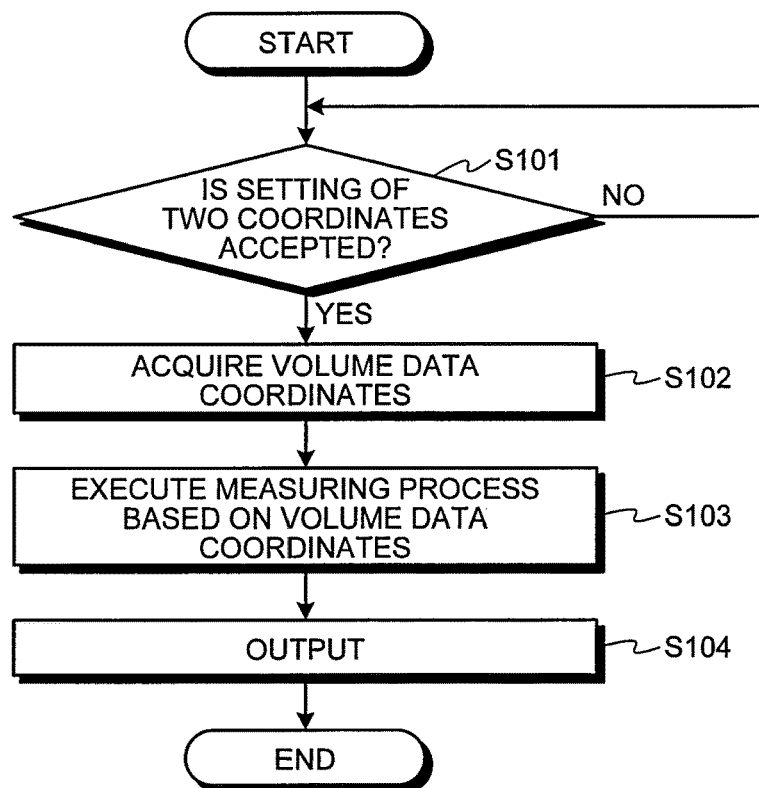 START
S101
IS SETTING OF
TWO COORDINATES
ACCEPTED?
NO
YES
ACQUIRE VOLUME DATA
COORDINATES
S102
EXECUTE MEASURING PROCESS
BASED ON VOLUME DATA
COORDINATES
S103
OUTPUT
S104
END